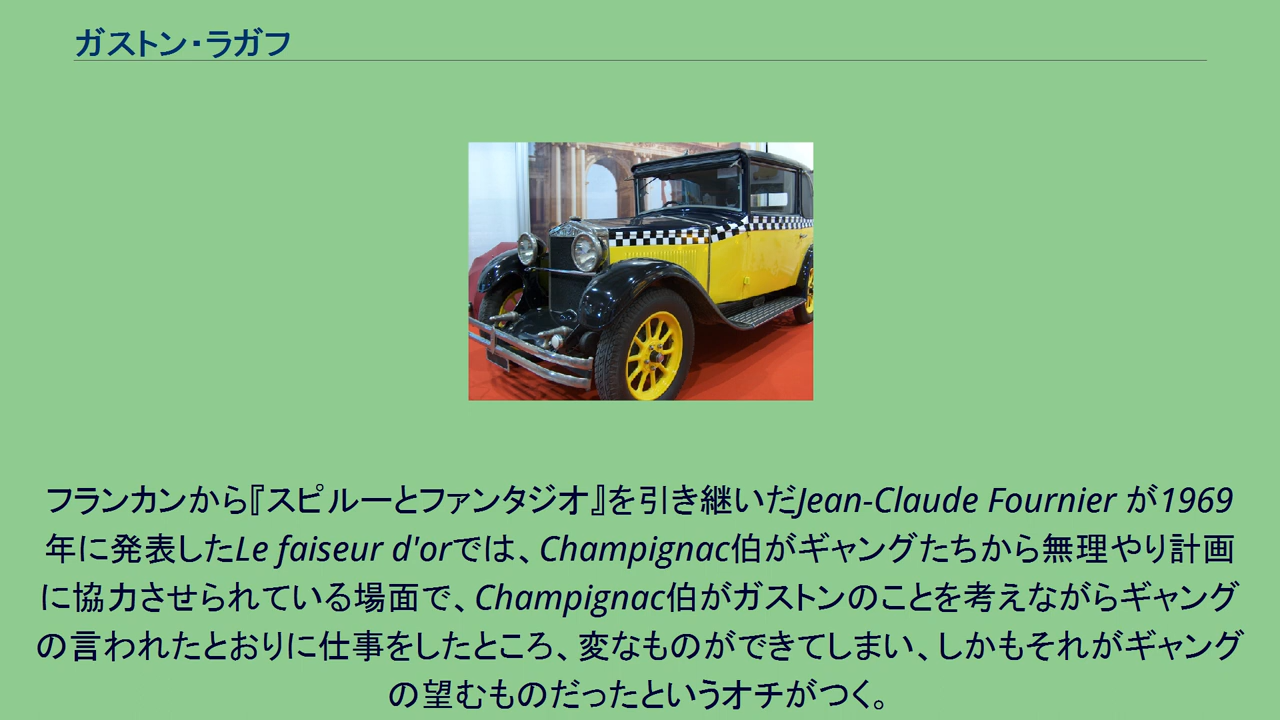 ガストン・ラガフ
フランカンから『スピルーとファンタジオ』を引き継いだJean-Claude Fournier が1969
年に発表したLe faiseur d'orでは、Champignac伯がギャングたちから無理やり計画
に協力させられている場面で、Champignac伯がガストンのことを考えながらギャング
の言われたとおりに仕事をしたところ、変なものができてしまい、しかもそれがギャング
の望むものだったというオチがつく。